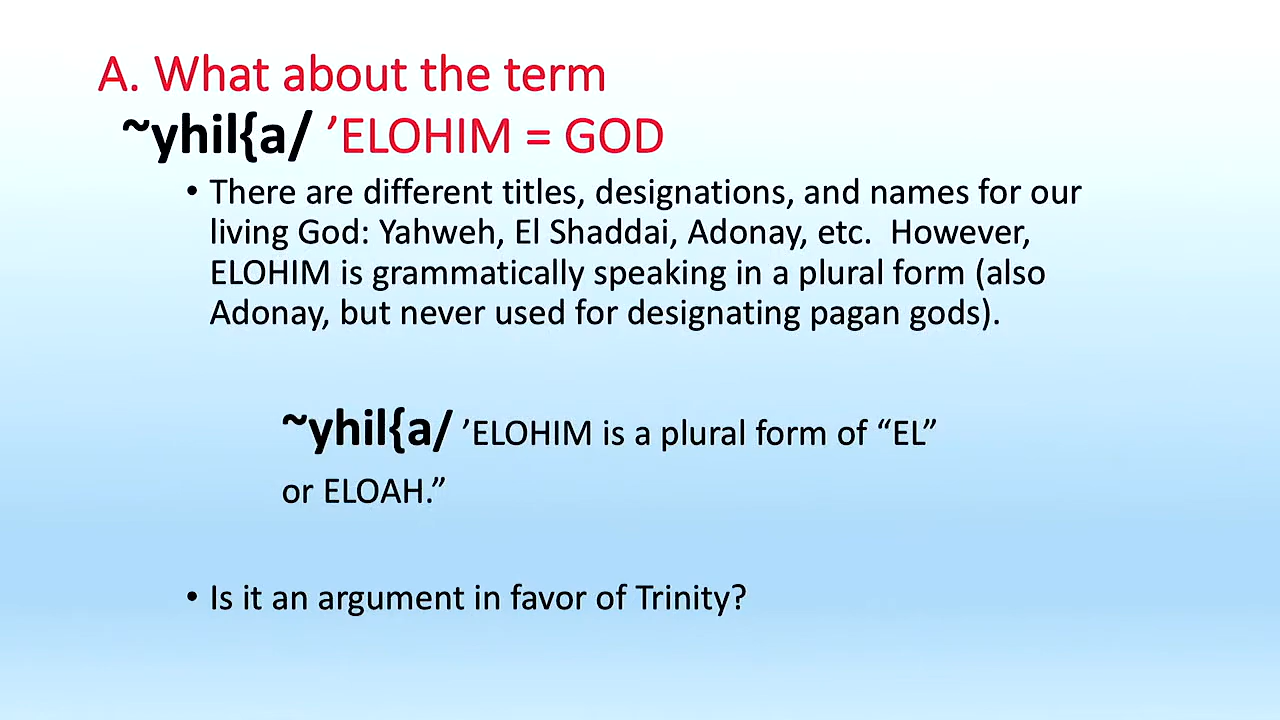 A. What about the term
~yhil{a/ ’ELOHIM = GOD
• There are different titles, designations, and names for our
living God: Yahweh, El Shaddai, Adonay, etc.  However,
ELOHIM is grammatically speaking in a plural form (also
Adonay, but never used for designating pagan gods).
~yhil{a/ ’ELOHIM is a plural form of “EL”
or ELOAH.”
• Is it an argument in favor of Trinity?